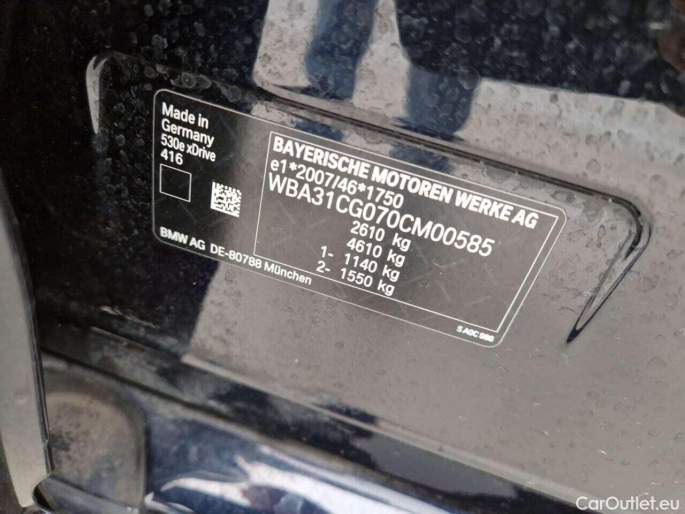 Made in
Germany
530e xDrive
416
BAYERISCHE MOTOREN WERKE AG
e1*2007/46*1750
WBA31CG070CM00585
2610 kg
4610 kg
1- 1140 kg
2- 1550 kg
BMW AG DE-80788 München
CarOutlet.eu